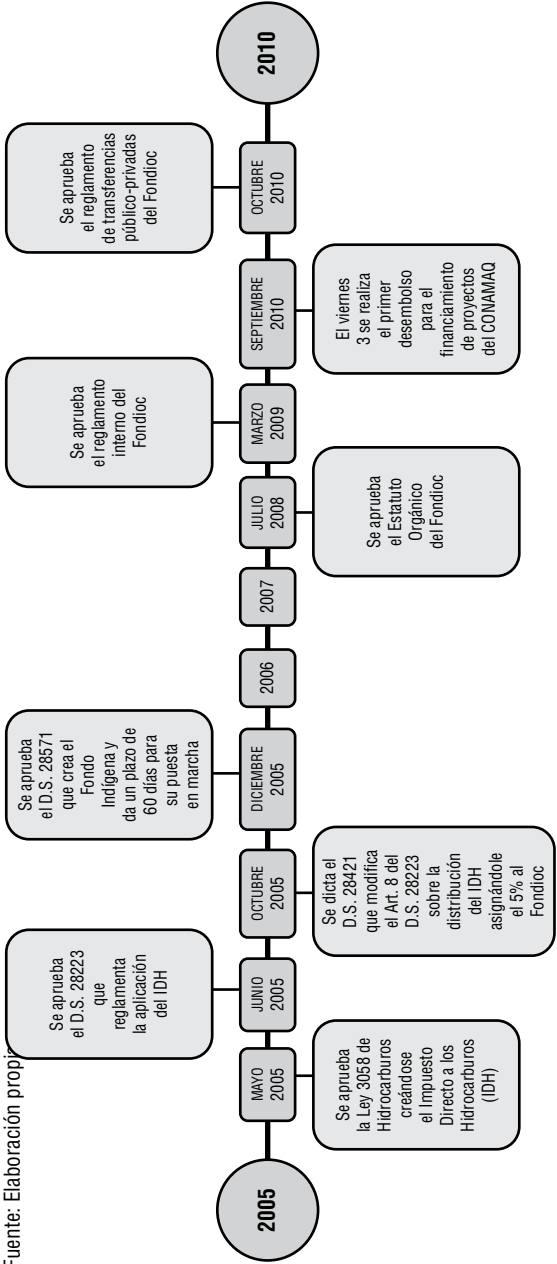 2005
MAYO
2005
Se aprueba
la Ley 3058 de
Hidrocarburos
creándose
el Impuesto
Directo a los
Hidrocarburos
(IDH)
JUNIO
2005
Se aprueba
el D.S. 28223
que
reglamenta
la aplicación
del IDH
OCTUBRE
2005
Se dicta el
D.S. 28421
que modifica
el Art. 8 del
D.S. 28223
sobre la
distribución
del IDH
asignándole
el 5% al
Fondioc
DICIEMBRE
2005
Se aprueba
el D.S. 28571
que crea el
Fondo
Indígena y
da un plazo de
60 días para
su puesta
en marcha
2006
2007
JULIO
2008
Se aprueba
el Estatuto
Orgánico
del Fondioc
MARZO
2009
Se aprueba
el reglamento
interno del
Fondioc
SEPTIEMBRE
2010
El viernes
3 se realiza
el primer
desembolso
para el
financiamiento
de proyectos
del CONAMAQ
OCTUBRE
2010
Se aprueba
el reglamento
de transferencias
público-privadas
del Fondioc
2010
Fuente: Elaboración propia